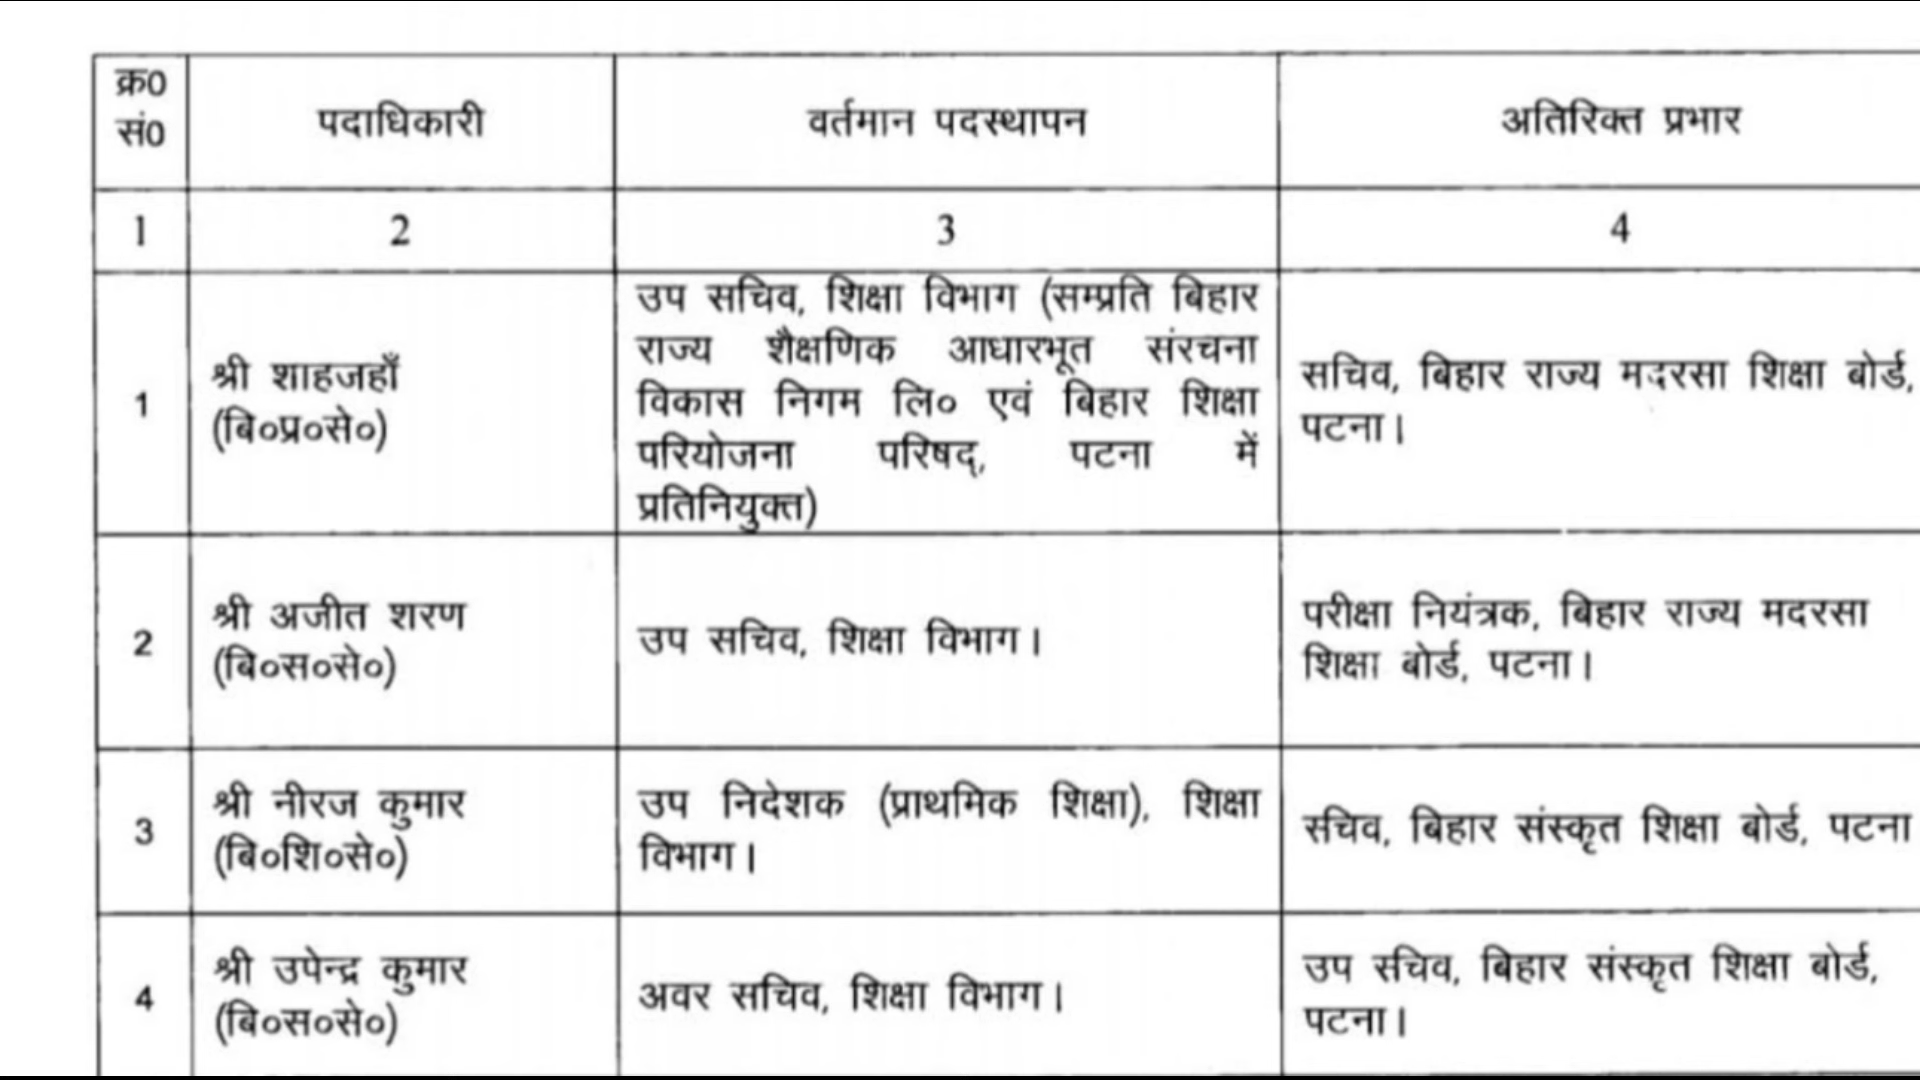 क्र0
सं0
पदाधिकारी
वर्तमान पदस्थापन
अतिरिक्त प्रभार
1
2
3
4
1
श्री शाहजहाँ
(बि०प्र०से०)
उप सचिव, शिक्षा विभाग (सम्प्रति बिहार
राज्य शैक्षणिक आधारभूत संरचना
विकास निगम लि० एवं बिहार शिक्षा
परियोजना परिषद्, पटना में
प्रतिनियुक्त)
सचिव, बिहार राज्य मदरसा शिक्षा बोर्ड,
पटना।
2
श्री अजीत शरण
(बि०स०से०)
उप सचिव, शिक्षा विभाग।
परीक्षा नियंत्रक, बिहार राज्य मदरसा
शिक्षा बोर्ड, पटना।
3
श्री नीरज कुमार
(बि०शि०से०)
उप निदेशक (प्राथमिक शिक्षा), शिक्षा
विभाग।
सचिव, बिहार संस्कृत शिक्षा बोर्ड, पटना
4
श्री उपेन्द्र कुमार
(बि०स०से०)
अवर सचिव, शिक्षा विभाग।
उप सचिव, बिहार संस्कृत शिक्षा बोर्ड,
पटना।